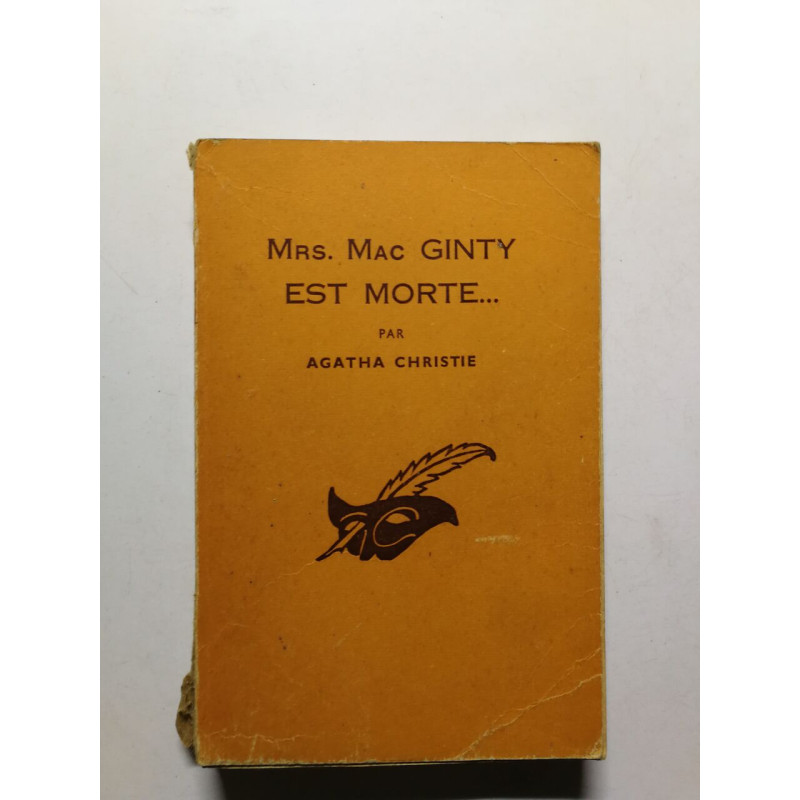 Mrs. Mac GINTY
EST MORTE...
PAR
AGATHA CHRISTIE